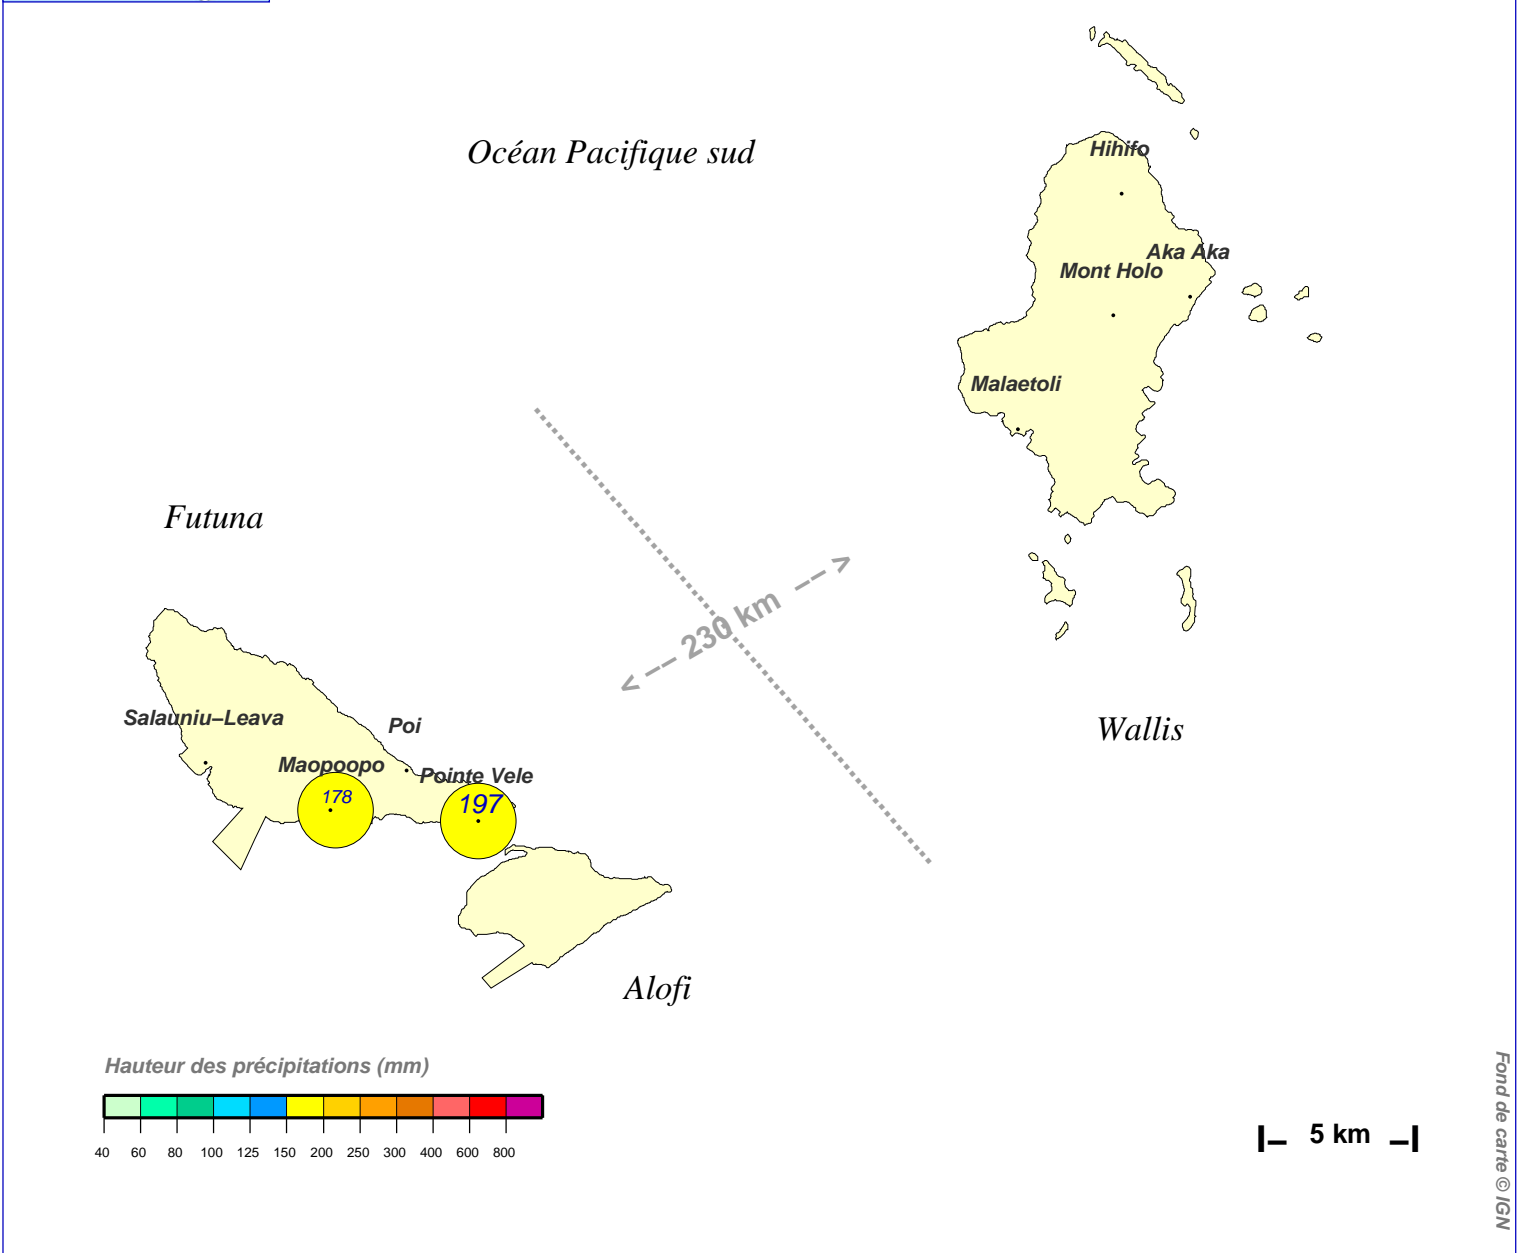 Hihifo
Océan Pacifique sud
Aka Aka
Mont Holo
Malaetoli
Futuna
230 km
Salauniu–Leava
Poi
Wallis
Maopoopo
Pointe Vele
178
197
Alofi
Hauteur des précipitations (mm)
40 60 80 100 125 150 200 250 300 400 600 800
5 km
Fond de carte © IGN